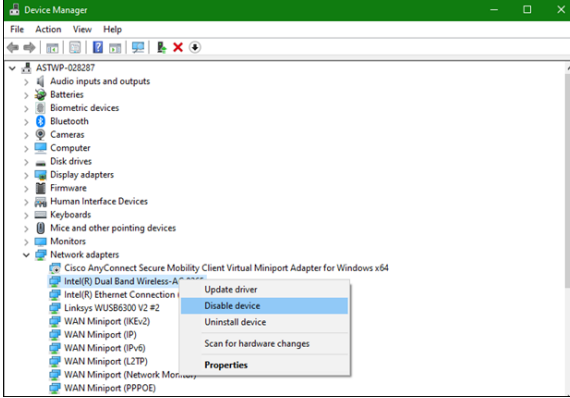 Device Manager
File Action View Help
ASTWP-028287
Audio inputs and outputs
Batteries
Biometric devices
Bluetooth
Cameras
Computer
Disk drives
Display adapters
Firmware
Human Interface Devices
Keyboards
Mice and other pointing devices
Monitors
Network adapters
Cisco AnyConnect Secure Mobility Client Virtual Miniport Adapter for Windows x64
Intel(R) Dual Band Wireless-AC
Intel(R) Ethernet Connection
Linksys WUSB6300 V2 #2
WAN Miniport (IKEv2)
WAN Miniport (IP)
WAN Miniport (IPv6)
WAN Miniport (L2TP)
WAN Miniport (Network Monitor)
WAN Miniport (PPPOE)
Update driver
Disable device
Uninstall device
Scan for hardware changes
Properties